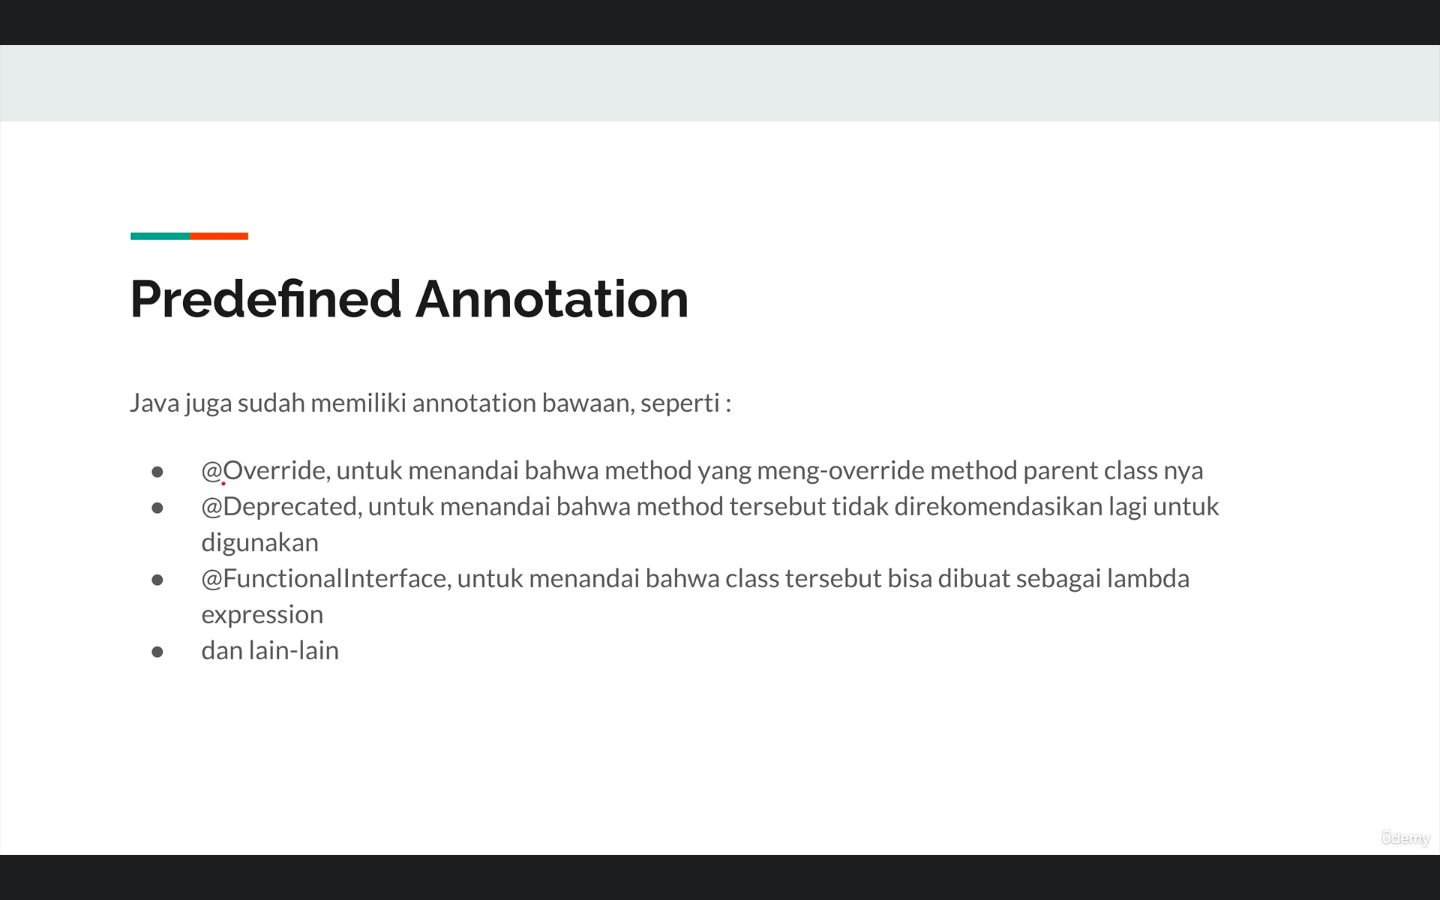 Predefined Annotation
Java juga sudah memiliki annotation bawaan, seperti :
● @Override, untuk menandai bahwa method yang meng-override method parent class nya
● @Deprecated, untuk menandai bahwa method tersebut tidak direkomendasikan lagi untuk
digunakan
● @FunctionalInterface, untuk menandai bahwa class tersebut bisa dibuat sebagai lambda
expression
● dan lain-lain
ûdemy